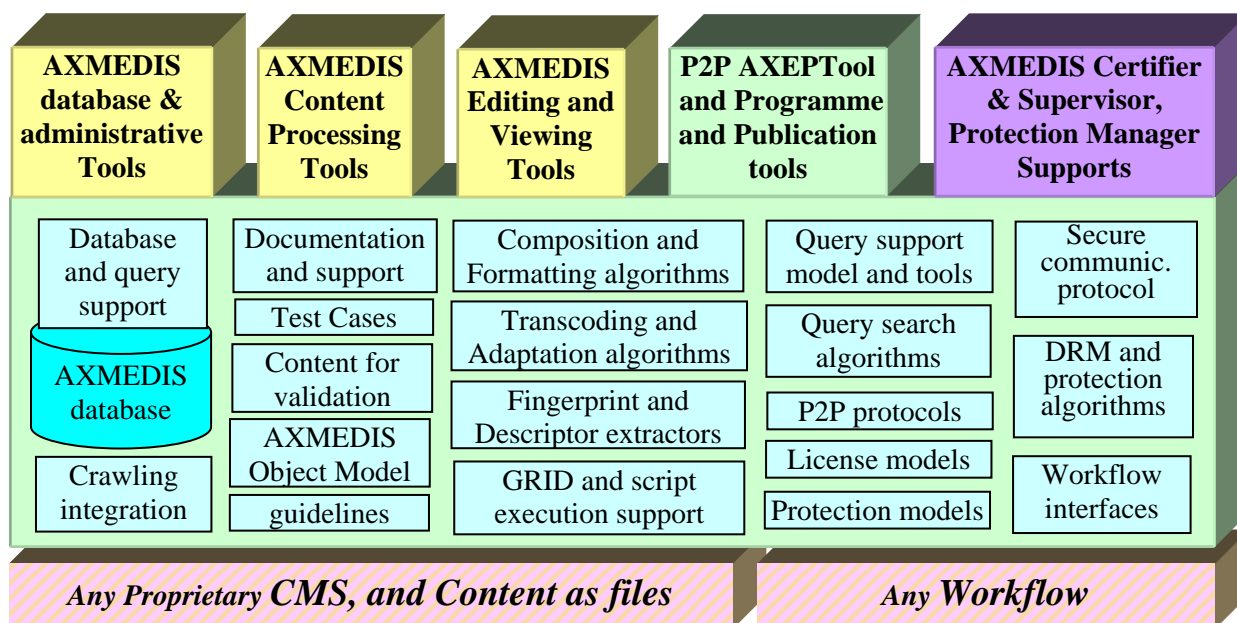 AXMEDIS
database &
administrative
Tools
AXMEDIS
Content
Processing
Tools
AXMEDIS
Editing and
Viewing
Tools
P2P AXEPTool
and Programme
and Publication
tools
AXMEDIS Certifier
& Supervisor,
Protection Manager
Supports
Database
and query
support
AXMEDIS
database
Crawling
integration
Documentation
and support
Test Cases
Content for
validation
AXMEDIS
Object Model
guidelines
Composition and
Formatting algorithms
Transcoding and
Adaptation algorithms
Fingerprint and
Descriptor extractors
GRID and script
execution support
Query support
model and tools
Query search
algorithms
P2P protocols
License models
Protection models
Secure
communic.
protocol
DRM and
protection
algorithms
Workflow
interfaces
Any Proprietary CMS, and Content as files
Any Workflow